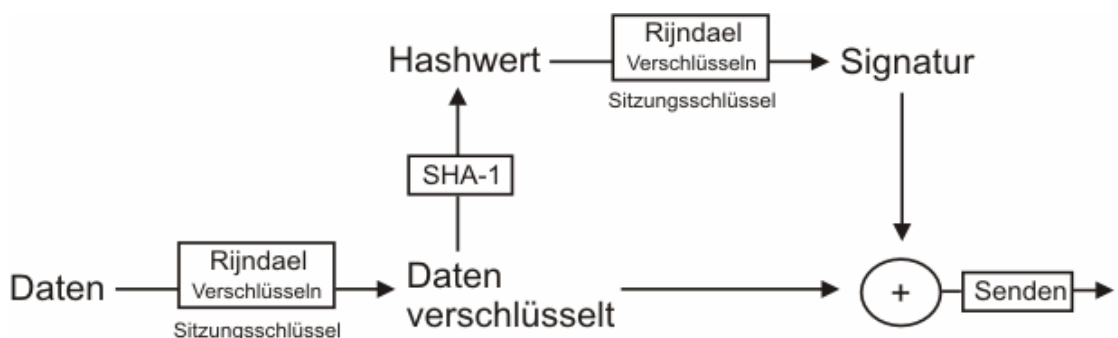 Hashwert
Rijndael
Verschlüsseln
Sitzungsschlüssel
Signatur
SHA-1
Daten
Rijndael
Verschlüsseln
Sitzungsschlüssel
Daten
verschlüsselt
+
Senden